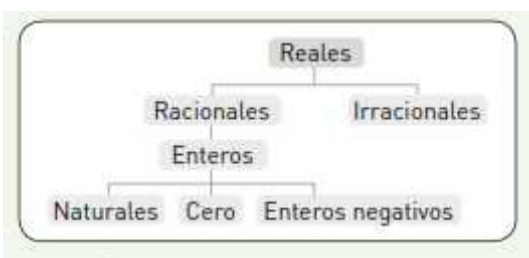 Reales
Racionales Irracionales
Enteros
Naturales Cero Enteros negativos